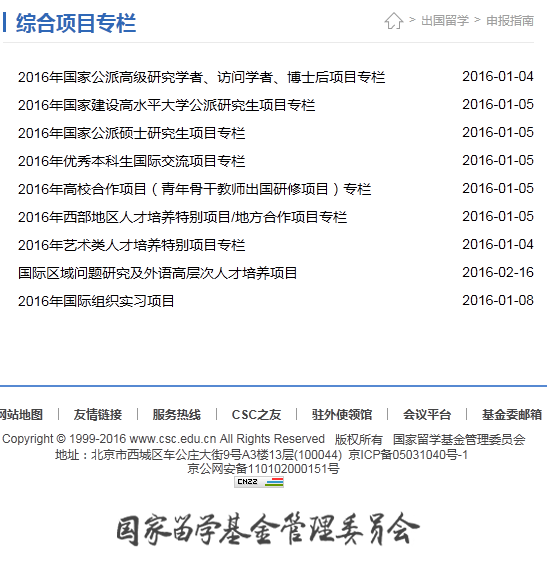 综合项目专栏
> 出国留学 > 申报指南
2016年国家公派高级研究学者、访问学者、博士后项目专栏 2016-01-04
2016年国家建设高水平大学公派研究生项目专栏 2016-01-05
2016年国家公派硕士研究生项目专栏 2016-01-05
2016年优秀本科生国际交流项目专栏 2016-01-05
2016年高校合作项目（青年骨干教师出国研修项目）专栏 2016-01-05
2016年西部地区人才培养特别项目/地方合作项目专栏 2016-01-05
2016年艺术类人才培养特别项目专栏 2016-01-04
国际区域问题研究及外语高层次人才培养项目 2016-02-16
2016年国际组织实习项目 2016-01-08
网站地图 | 友情链接 | 服务热线 | CSC之友 | 驻外使领馆 | 会议平台 | 基金委邮箱
Copyright © 1999-2016 www.csc.edu.cn All Rights Reserved 版权所有 国家留学基金管理委员会
地址：北京市西城区车公庄大街9号A3楼13层(100044) 京ICP备05031040号-1
京公网安备110102000151号
CNZZ
国家留学基金管理委员会